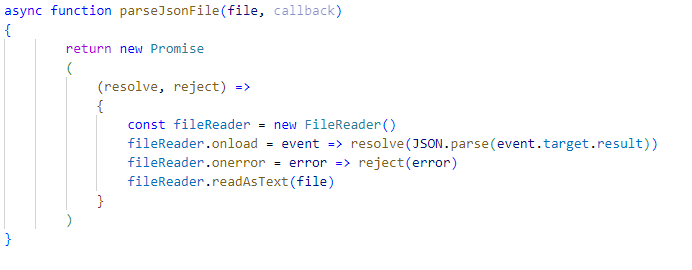 async function parseJsonFile(file, callback)
{
return new Promise
(
(resolve, reject) =>
{
const fileReader = new FileReader()
fileReader.onload = event => resolve(JSON.parse(event.target.result))
fileReader.onerror = error => reject(error)
fileReader.readAsText(file)
}
)
}